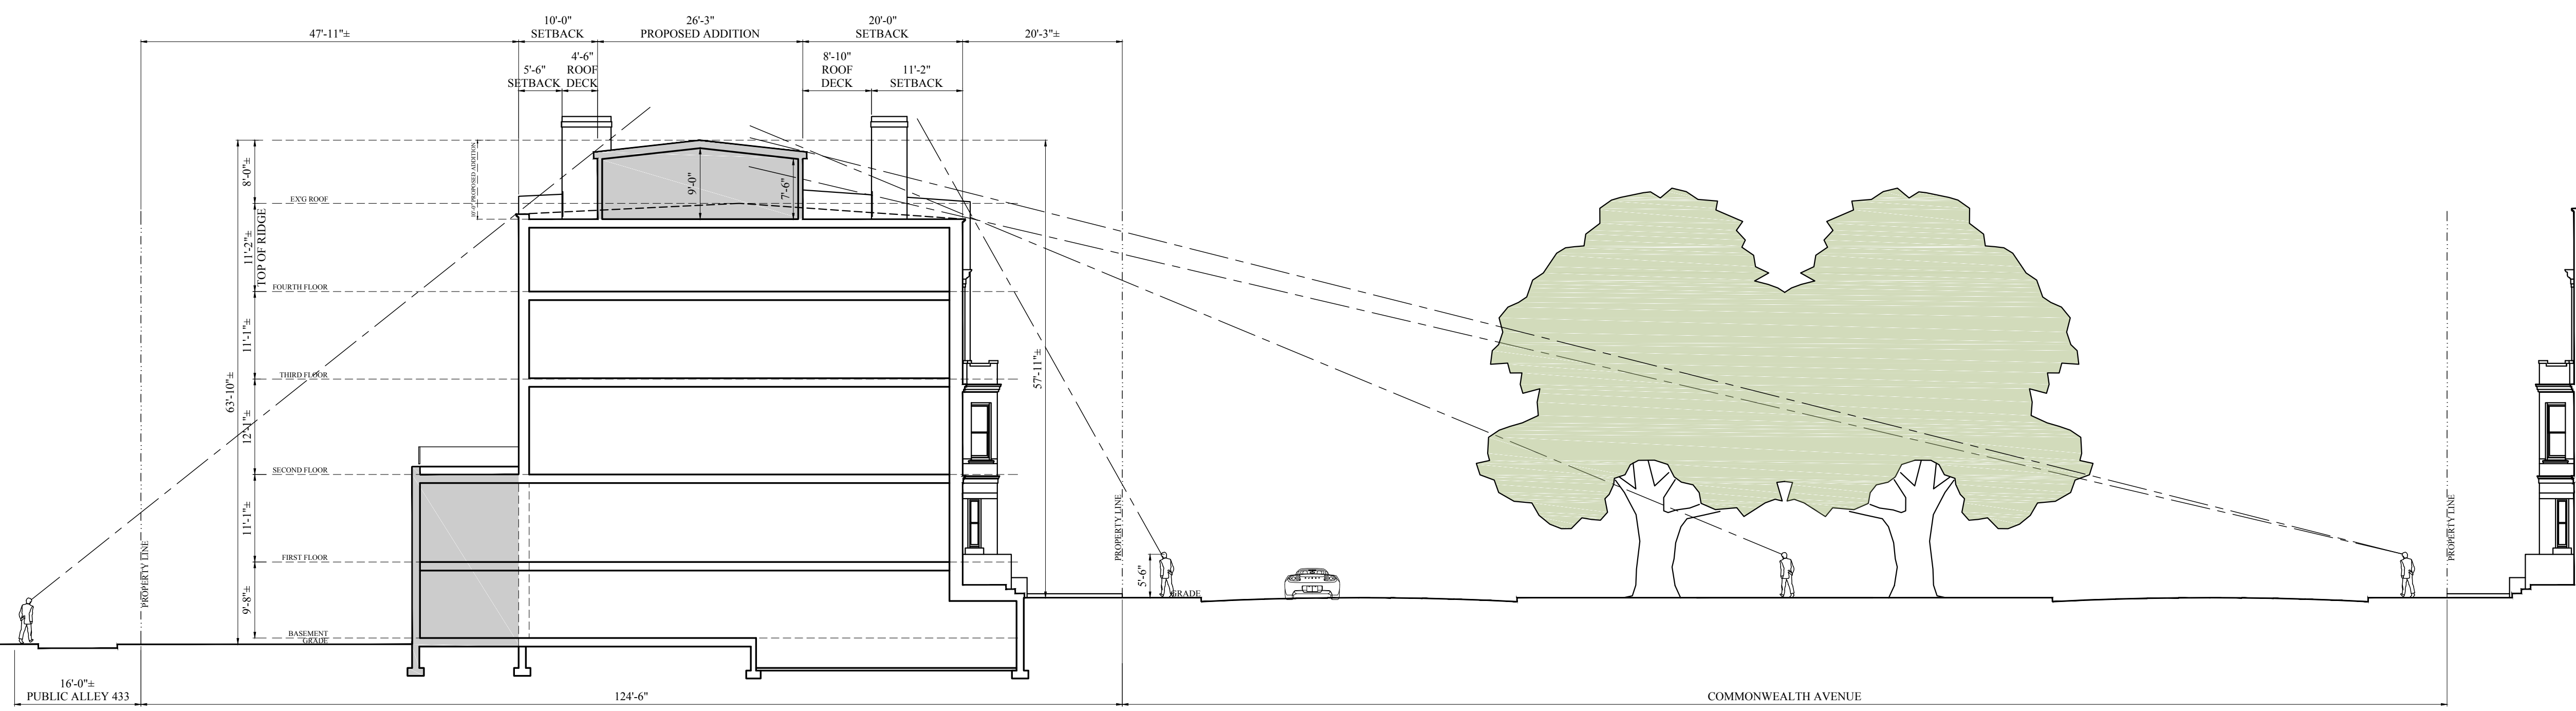 10'-0"
SETBACK
26'-3"
PROPOSED ADDITION
20'-0"
SETBACK
47'-11"±
20'-3"±
5'-6"
SETBACK
4'-6"
ROOF
DECK
8'-10"
ROOF
DECK
11'-2"
SETBACK
10'-0" PROPOSED ADDITION
8'-0"±
9'-0"
7'-6"
EX'G ROOF
11'-2"±
TOP OF RIDGE
FOURTH FLOOR
11'-1"±
THIRD FLOOR
63'-10"±
57'-11"±
12'-1"±
SECOND FLOOR
11'-1"±
FIRST FLOOR
9'-8"±
BASEMENT
GRADE
PROPERTY LINE
PROPERTY LINE
5'-6"
GRADE
PROPERTY LINE
16'-0"±
PUBLIC ALLEY 433
124'-6"
COMMONWEALTH AVENUE